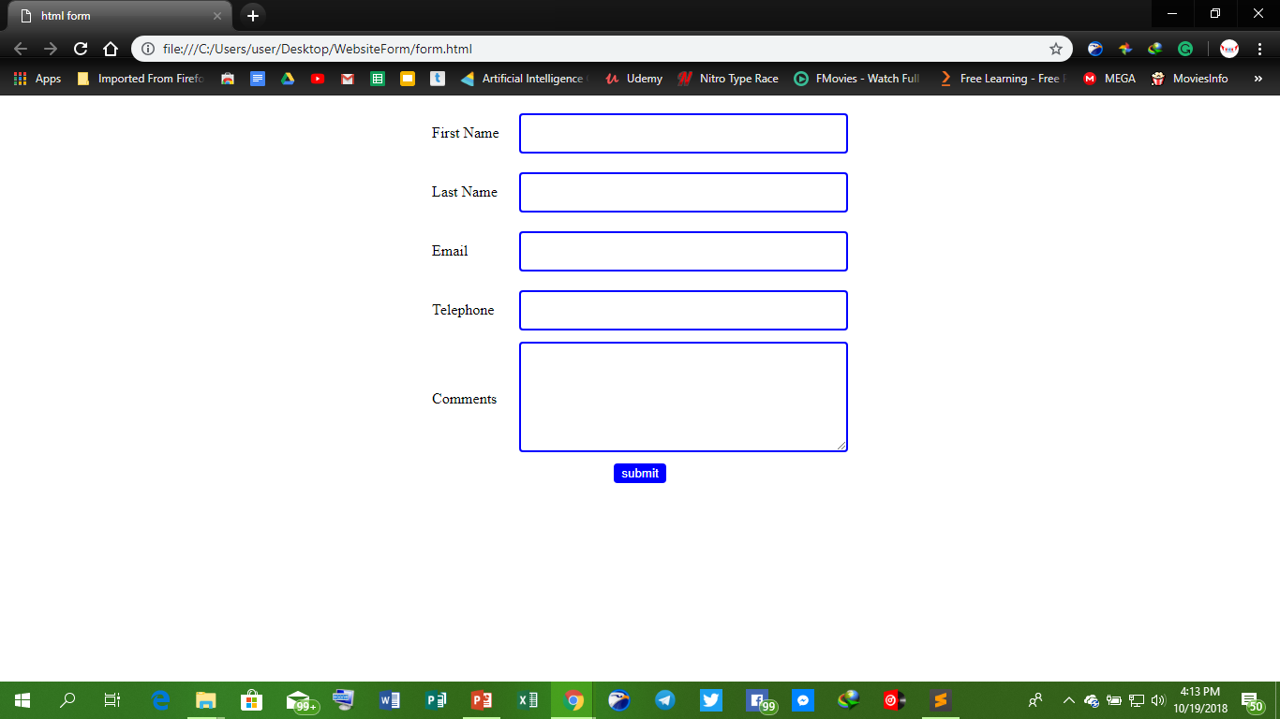 html form
file:///C:/Users/user/Desktop/WebsiteForm/form.html
Apps Imported From Firefo Artificial Intelligence Udemy Nitro Type Race FMovies - Watch Full Free Learning - Free MEGA MoviesInfo »
First Name
Last Name
Email
Telephone
Comments
submit
99+ 99 4:13 PM
10/19/2018 50